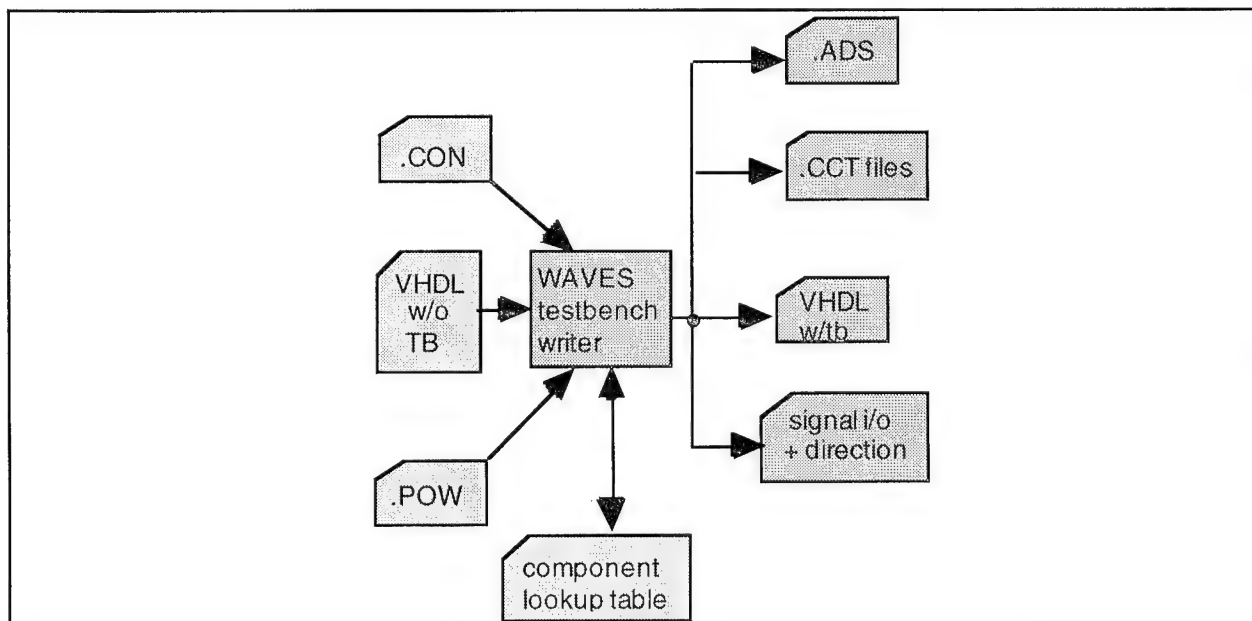 .ADS
.CON
.CCT files
VHDL
w/o
TB
WAVES
testbench
writer
VHDL
w/tb
signal i/o
+ direction
.POW
component
lookup table